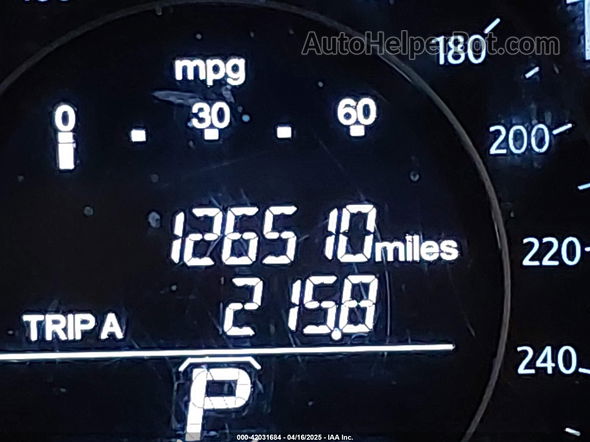 AutoHelperBot.com
180
mpg
0 30 60
200
126510 miles
220
TRIP A 215.8
240
P
000-42031684 - 04/16/2025 - IAA Inc.